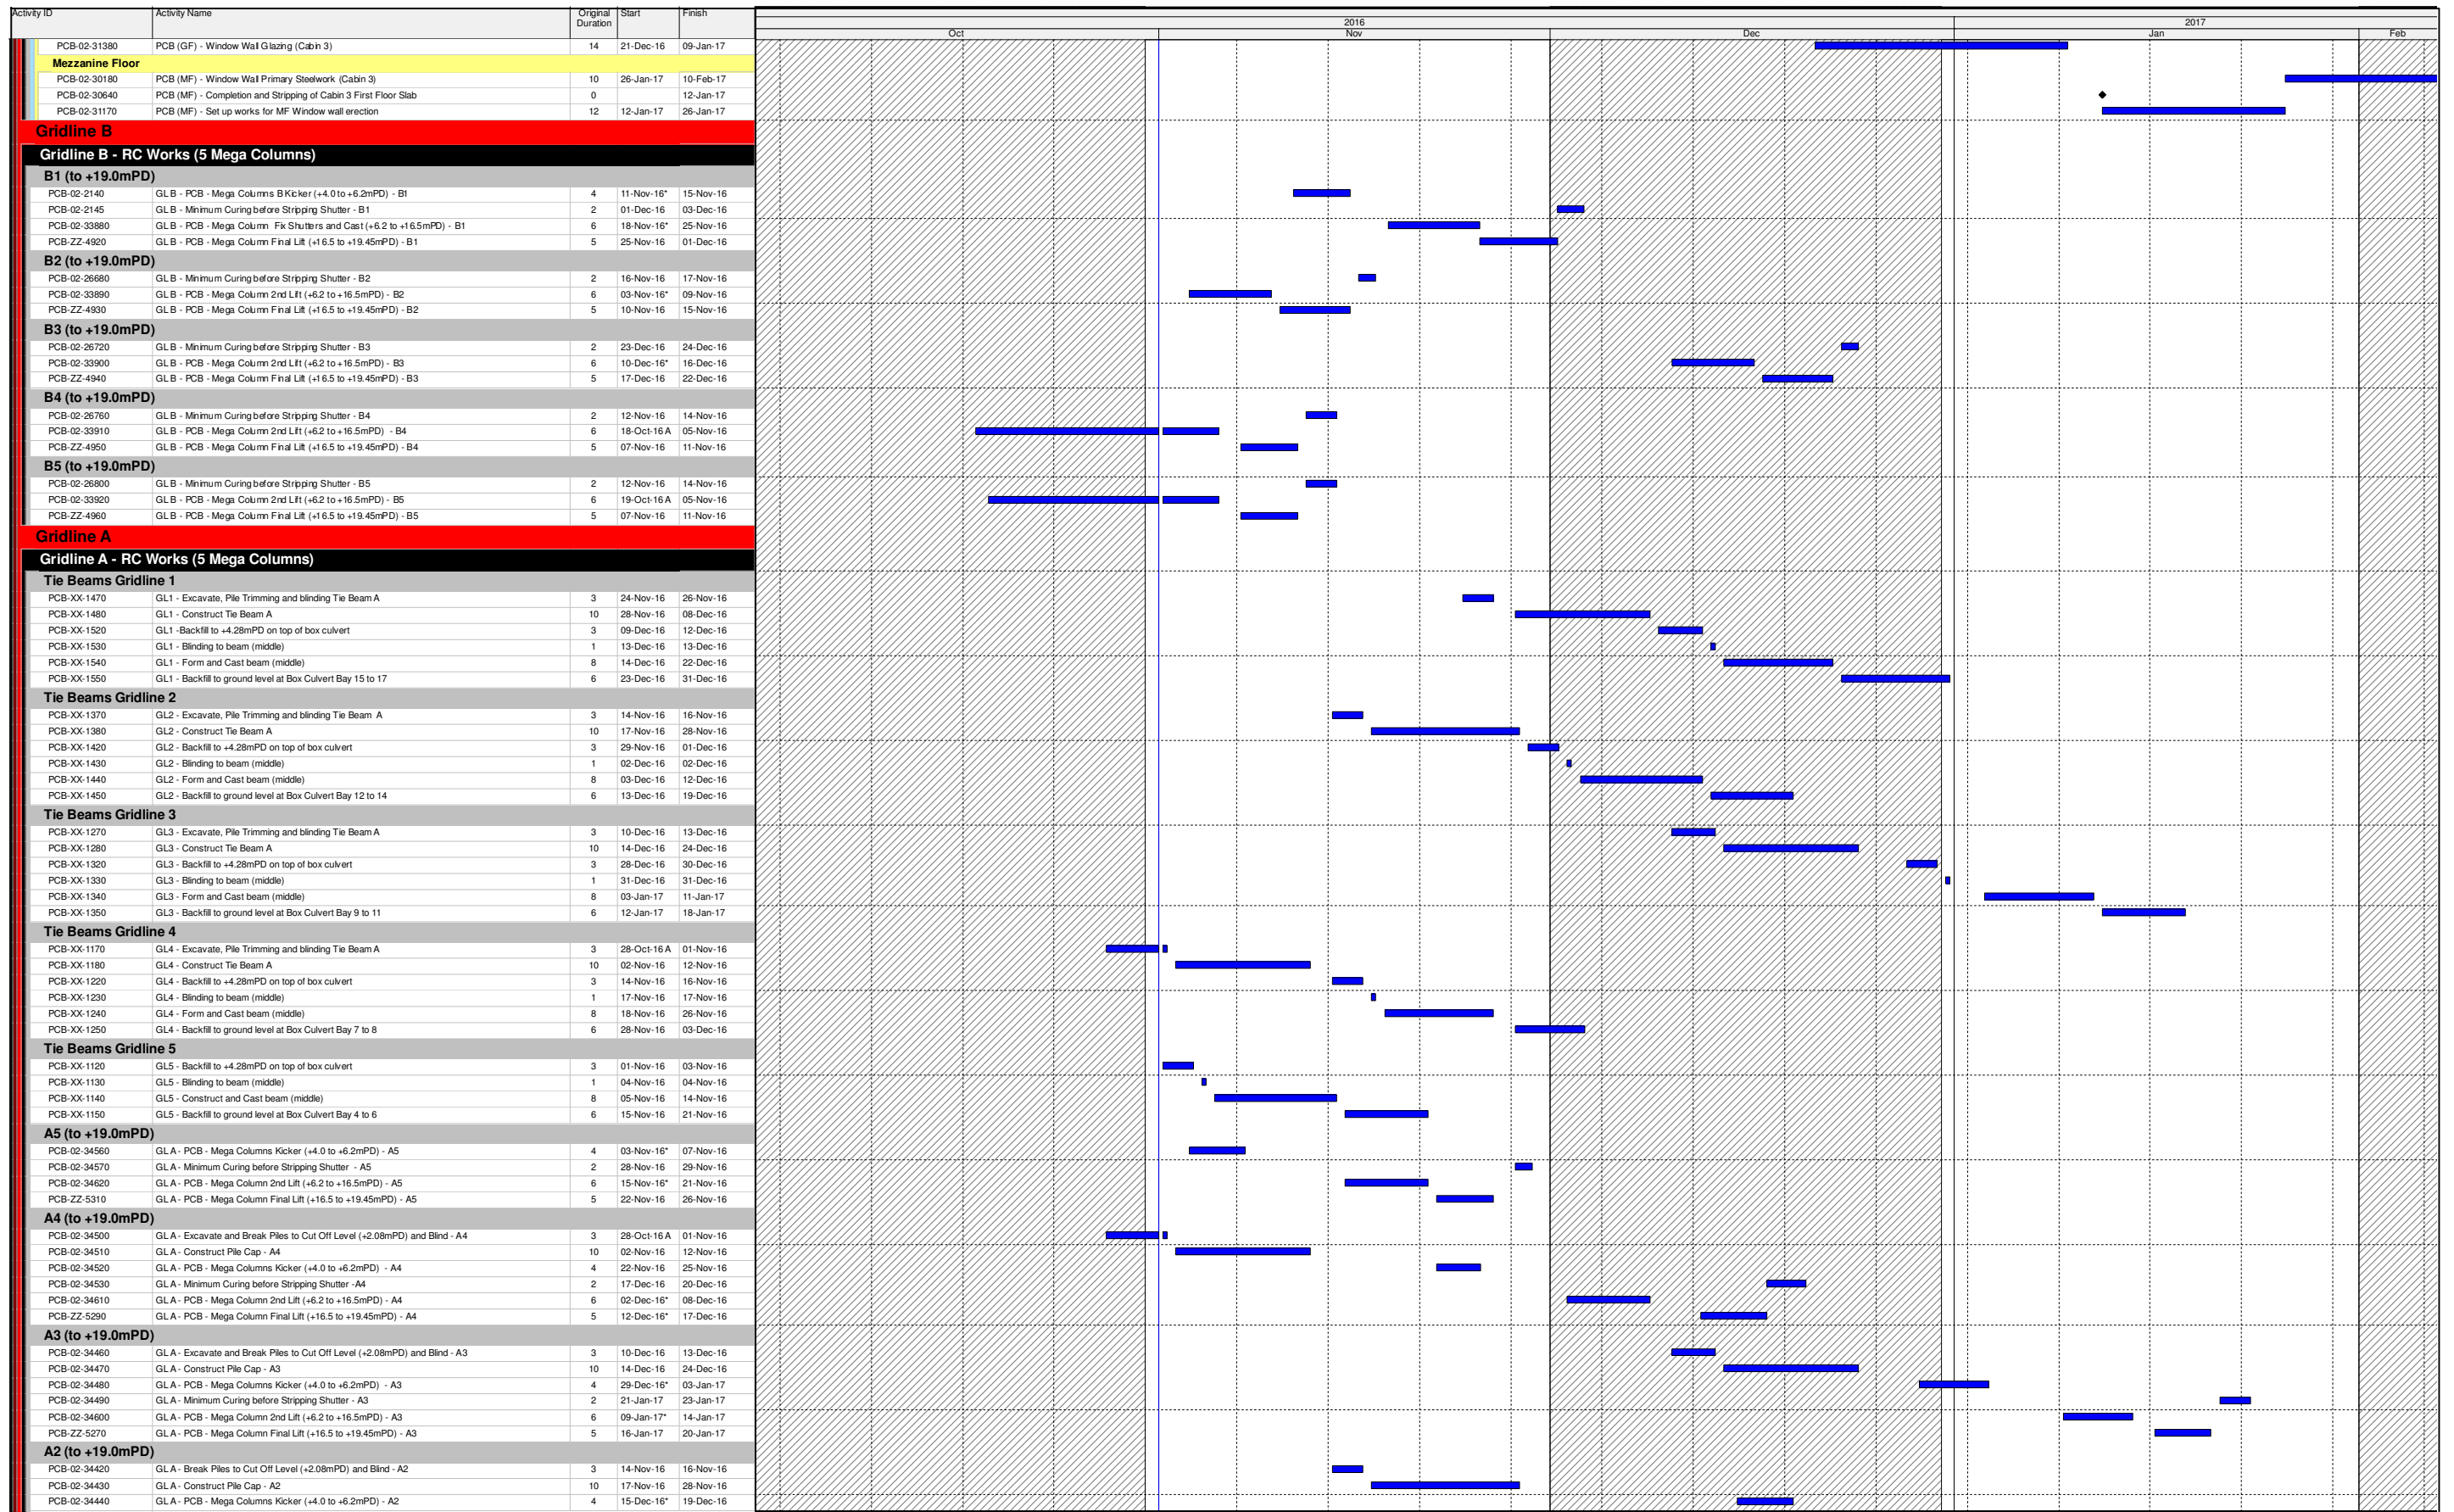 Activity ID Activity Name Original Duration Start Finish 2016 2017
Oct Nov Dec Jan Feb
PCB-02-31380 PCB (GF) - Window Wall Glazing (Cabin 3) 14 21-Dec-16 09-Jan-17
Mezzanine Floor
PCB-02-30180 PCB (MF) - Window Wall Primary Steelwork (Cabin 3) 10 26-Jan-17 10-Feb-17
PCB-02-30640 PCB (MF) - Completion and Stripping of Cabin 3 First Floor Slab 0 12-Jan-17
PCB-02-31170 PCB (MF) - Set up works for MF Window wall erection 12 12-Jan-17 26-Jan-17
Gridline B
Gridline B - RC Works (5 Mega Columns)
B1 (to +19.0mPD)
PCB-02-2140 GL B - PCB - Mega Columns B Kicker (+4.0 to +6.2mPD) - B1 4 11-Nov-16* 15-Nov-16
PCB-02-2145 GL B - Minimum Curing before Stripping Shutter - B1 2 01-Dec-16 03-Dec-16
PCB-02-33880 GL B - PCB - Mega Column Fix Shutters and Cast (+6.2 to +16.5mPD) - B1 6 18-Nov-16* 25-Nov-16
PCB-ZZ-4920 GL B - PCB - Mega Column Final Lift (+16.5 to +19.45mPD) - B1 5 25-Nov-16 01-Dec-16
B2 (to +19.0mPD)
PCB-02-26680 GL B - Minimum Curing before Stripping Shutter - B2 2 16-Nov-16 17-Nov-16
PCB-02-33890 GL B - PCB - Mega Column 2nd Lift (+6.2 to +16.5mPD) - B2 6 03-Nov-16* 09-Nov-16
PCB-ZZ-4930 GL B - PCB - Mega Column Final Lift (+16.5 to +19.45mPD) - B2 5 10-Nov-16 15-Nov-16
B3 (to +19.0mPD)
PCB-02-26720 GL B - Minimum Curing before Stripping Shutter - B3 2 23-Dec-16 24-Dec-16
PCB-02-33900 GL B - PCB - Mega Column 2nd Lift (+6.2 to +16.5mPD) - B3 6 10-Dec-16* 16-Dec-16
PCB-ZZ-4940 GL B - PCB - Mega Column Final Lift (+16.5 to +19.45mPD) - B3 5 17-Dec-16 22-Dec-16
B4 (to +19.0mPD)
PCB-02-26760 GL B - Minimum Curing before Stripping Shutter - B4 2 12-Nov-16 14-Nov-16
PCB-02-33910 GL B - PCB - Mega Column 2nd Lift (+6.2 to +16.5mPD) - B4 6 18-Oct-16 A 05-Nov-16
PCB-ZZ-4950 GL B - PCB - Mega Column Final Lift (+16.5 to +19.45mPD) - B4 5 07-Nov-16 11-Nov-16
B5 (to +19.0mPD)
PCB-02-26800 GL B - Minimum Curing before Stripping Shutter - B5 2 12-Nov-16 14-Nov-16
PCB-02-33920 GL B - PCB - Mega Column 2nd Lift (+6.2 to +16.5mPD) - B5 6 19-Oct-16 A 05-Nov-16
PCB-ZZ-4960 GL B - PCB - Mega Column Final Lift (+16.5 to +19.45mPD) - B5 5 07-Nov-16 11-Nov-16
Gridline A
Gridline A - RC Works (5 Mega Columns)
Tie Beams Gridline 1
PCB-XX-1470 GL1 - Excavate, Pile Trimming and blinding Tie Beam A 3 24-Nov-16 26-Nov-16
PCB-XX-1480 GL1 - Construct Tie Beam A 10 28-Nov-16 08-Dec-16
PCB-XX-1520 GL1 -Backfill to +4.28mPD on top of box culvert 3 09-Dec-16 12-Dec-16
PCB-XX-1530 GL1 - Blinding to beam (middle) 1 13-Dec-16 13-Dec-16
PCB-XX-1540 GL1 - Form and Cast beam (middle) 8 14-Dec-16 22-Dec-16
PCB-XX-1550 GL1 - Backfill to ground level at Box Culvert Bay 15 to 17 6 23-Dec-16 31-Dec-16
Tie Beams Gridline 2
PCB-XX-1370 GL2 - Excavate, Pile Trimming and blinding Tie Beam A 3 14-Nov-16 16-Nov-16
PCB-XX-1380 GL2 - Construct Tie Beam A 10 17-Nov-16 28-Nov-16
PCB-XX-1420 GL2 - Backfill to +4.28mPD on top of box culvert 3 29-Nov-16 01-Dec-16
PCB-XX-1430 GL2 - Blinding to beam (middle) 1 02-Dec-16 02-Dec-16
PCB-XX-1440 GL2 - Form and Cast beam (middle) 8 03-Dec-16 12-Dec-16
PCB-XX-1450 GL2 - Backfill to ground level at Box Culvert Bay 12 to 14 6 13-Dec-16 19-Dec-16
Tie Beams Gridline 3
PCB-XX-1270 GL3 - Excavate, Pile Trimming and blinding Tie Beam A 3 10-Dec-16 13-Dec-16
PCB-XX-1280 GL3 - Construct Tie Beam A 10 14-Dec-16 24-Dec-16
PCB-XX-1320 GL3 - Backfill to +4.28mPD on top of box culvert 3 28-Dec-16 30-Dec-16
PCB-XX-1330 GL3 - Blinding to beam (middle) 1 31-Dec-16 31-Dec-16
PCB-XX-1340 GL3 - Form and Cast beam (middle) 8 03-Jan-17 11-Jan-17
PCB-XX-1350 GL3 - Backfill to ground level at Box Culvert Bay 9 to 11 6 12-Jan-17 18-Jan-17
Tie Beams Gridline 4
PCB-XX-1170 GL4 - Excavate, Pile Trimming and blinding Tie Beam A 3 28-Oct-16 A 01-Nov-16
PCB-XX-1180 GL4 - Construct Tie Beam A 10 02-Nov-16 12-Nov-16
PCB-XX-1220 GL4 - Backfill to +4.28mPD on top of box culvert 3 14-Nov-16 16-Nov-16
PCB-XX-1230 GL4 - Blinding to beam (middle) 1 17-Nov-16 17-Nov-16
PCB-XX-1240 GL4 - Form and Cast beam (middle) 8 18-Nov-16 26-Nov-16
PCB-XX-1250 GL4 - Backfill to ground level at Box Culvert Bay 7 to 8 6 28-Nov-16 03-Dec-16
Tie Beams Gridline 5
PCB-XX-1120 GL5 - Backfill to +4.28mPD on top of box culvert 3 01-Nov-16 03-Nov-16
PCB-XX-1130 GL5 - Blinding to beam (middle) 1 04-Nov-16 04-Nov-16
PCB-XX-1140 GL5 - Construct and Cast beam (middle) 8 05-Nov-16 14-Nov-16
PCB-XX-1150 GL5 - Backfill to ground level at Box Culvert Bay 4 to 6 6 15-Nov-16 21-Nov-16
A5 (to +19.0mPD)
PCB-02-34560 GL A - PCB - Mega Columns Kicker (+4.0 to +6.2mPD) - A5 4 03-Nov-16* 07-Nov-16
PCB-02-34570 GL A - Minimum Curing before Stripping Shutter - A5 2 28-Nov-16 29-Nov-16
PCB-02-34620 GL A - PCB - Mega Column 2nd Lift (+6.2 to +16.5mPD) - A5 6 15-Nov-16* 21-Nov-16
PCB-ZZ-5310 GL A - PCB - Mega Column Final Lift (+16.5 to +19.45mPD) - A5 5 22-Nov-16 26-Nov-16
A4 (to +19.0mPD)
PCB-02-34500 GL A - Excavate and Break Piles to Cut Off Level (+2.08mPD) and Blind - A4 3 28-Oct-16 A 01-Nov-16
PCB-02-34510 GL A - Construct Pile Cap - A4 10 02-Nov-16 12-Nov-16
PCB-02-34520 GL A - PCB - Mega Columns Kicker (+4.0 to +6.2mPD) - A4 4 22-Nov-16 25-Nov-16
PCB-02-34530 GL A - Minimum Curing before Stripping Shutter -A4 2 17-Dec-16 20-Dec-16
PCB-02-34610 GL A - PCB - Mega Column 2nd Lift (+6.2 to +16.5mPD) - A4 6 02-Dec-16* 08-Dec-16
PCB-ZZ-5290 GL A - PCB - Mega Column Final Lift (+16.5 to +19.45mPD) - A4 5 12-Dec-16* 17-Dec-16
A3 (to +19.0mPD)
PCB-02-34460 GL A - Excavate and Break Piles to Cut Off Level (+2.08mPD) and Blind - A3 3 10-Dec-16 13-Dec-16
PCB-02-34470 GL A - Construct Pile Cap - A3 10 14-Dec-16 24-Dec-16
PCB-02-34480 GL A - PCB - Mega Columns Kicker (+4.0 to +6.2mPD) - A3 4 29-Dec-16* 03-Jan-17
PCB-02-34490 GL A - Minimum Curing before Stripping Shutter - A3 2 21-Jan-17 23-Jan-17
PCB-02-34600 GL A - PCB - Mega Column 2nd Lift (+6.2 to +16.5mPD) - A3 6 09-Jan-17* 14-Jan-17
PCB-ZZ-5270 GL A - PCB - Mega Column Final Lift (+16.5 to +19.45mPD) - A3 5 16-Jan-17 20-Jan-17
A2 (to +19.0mPD)
PCB-02-34420 GL A - Break Piles to Cut Off Level (+2.08mPD) and Blind - A2 3 14-Nov-16 16-Nov-16
PCB-02-34430 GL A - Construct Pile Cap - A2 10 17-Nov-16 28-Nov-16
PCB-02-34440 GL A - PCB - Mega Columns Kicker (+4.0 to +6.2mPD) - A2 4 15-Dec-16* 19-Dec-16